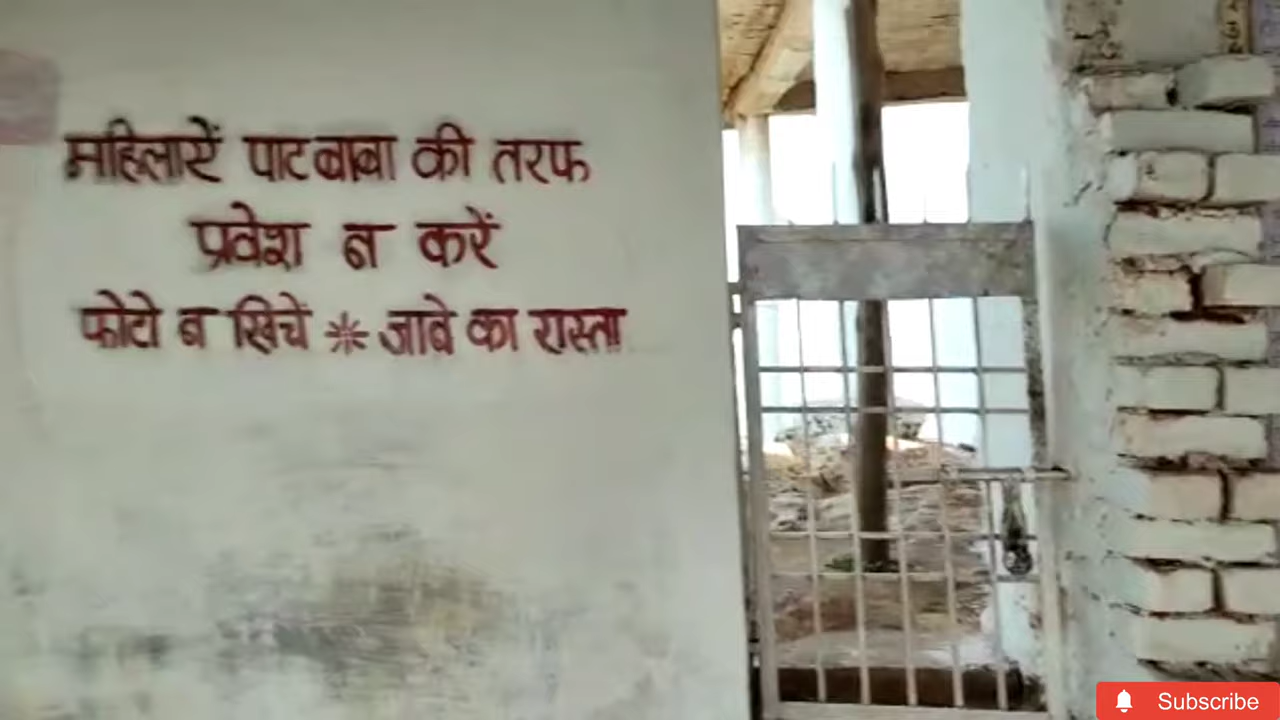 महिलाऐं पाटबाबा की तरफ
प्रवेश न करें
फोटो न खिचें * जाने का रास्ता
Subscribe